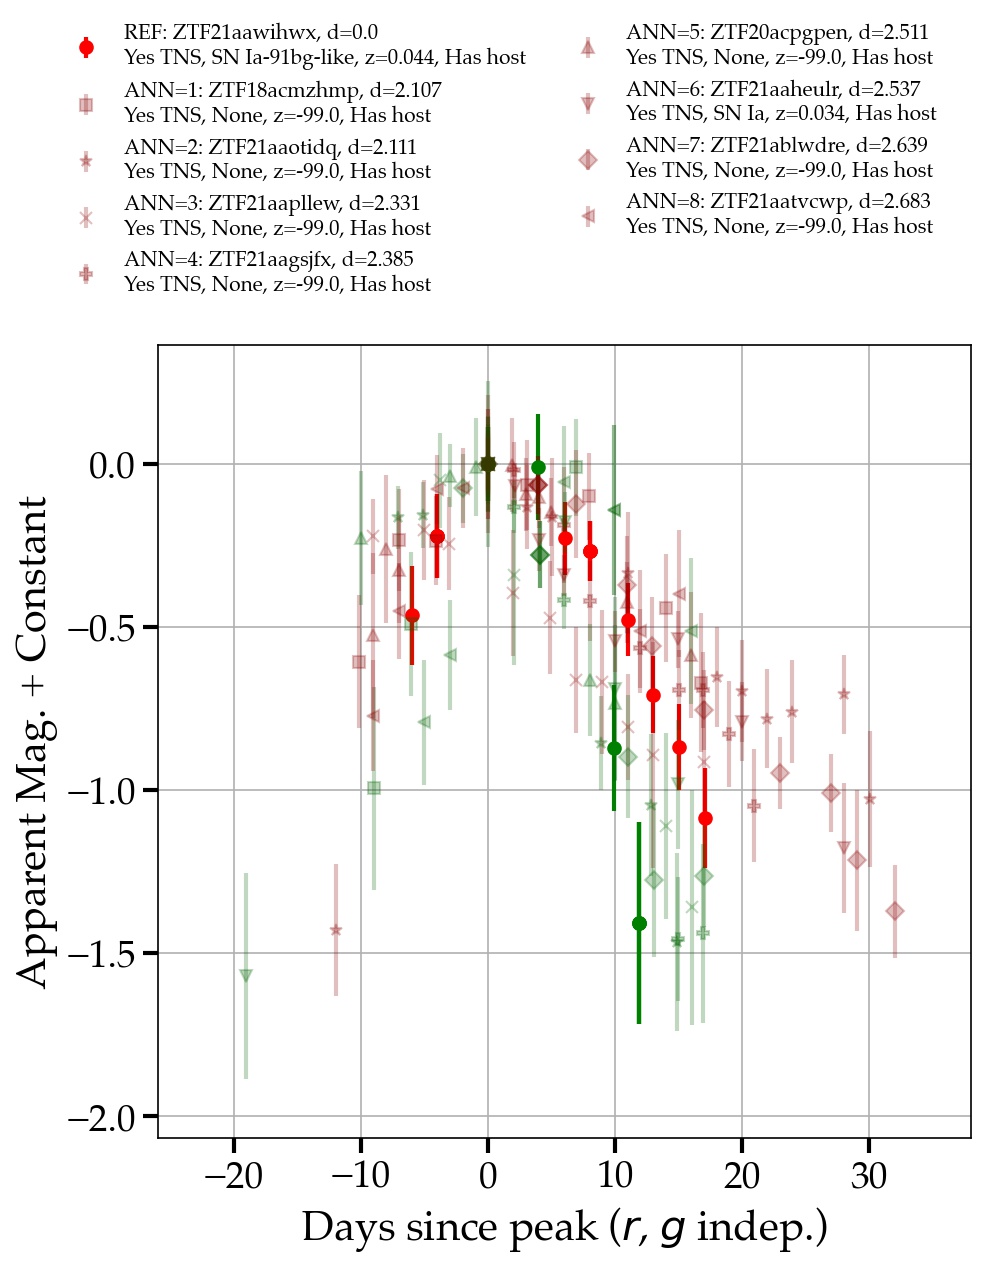 REF: ZTF21aawihwx, d=0.0
Yes TNS, SN Ia-91bg-like, z=0.044, Has host
ANN=1: ZTF18acmzhmp, d=2.107
Yes TNS, None, z=-99.0, Has host
ANN=2: ZTF21aaotidq, d=2.111
Yes TNS, None, z=-99.0, Has host
ANN=3: ZTF21aapllew, d=2.331
Yes TNS, None, z=-99.0, Has host
ANN=4: ZTF21aagsjfx, d=2.385
Yes TNS, None, z=-99.0, Has host
ANN=5: ZTF20acpgpen, d=2.511
Yes TNS, None, z=-99.0, Has host
ANN=6: ZTF21aaheulr, d=2.537
Yes TNS, SN Ia, z=0.034, Has host
ANN=7: ZTF21ablwdre, d=2.639
Yes TNS, None, z=-99.0, Has host
ANN=8: ZTF21aatvcwp, d=2.683
Yes TNS, None, z=-99.0, Has host
Apparent Mag. + Constant
0.0
−0.5
−1.0
−1.5
−2.0
−20
−10
0
10
20
30
Days since peak (r, g indep.)